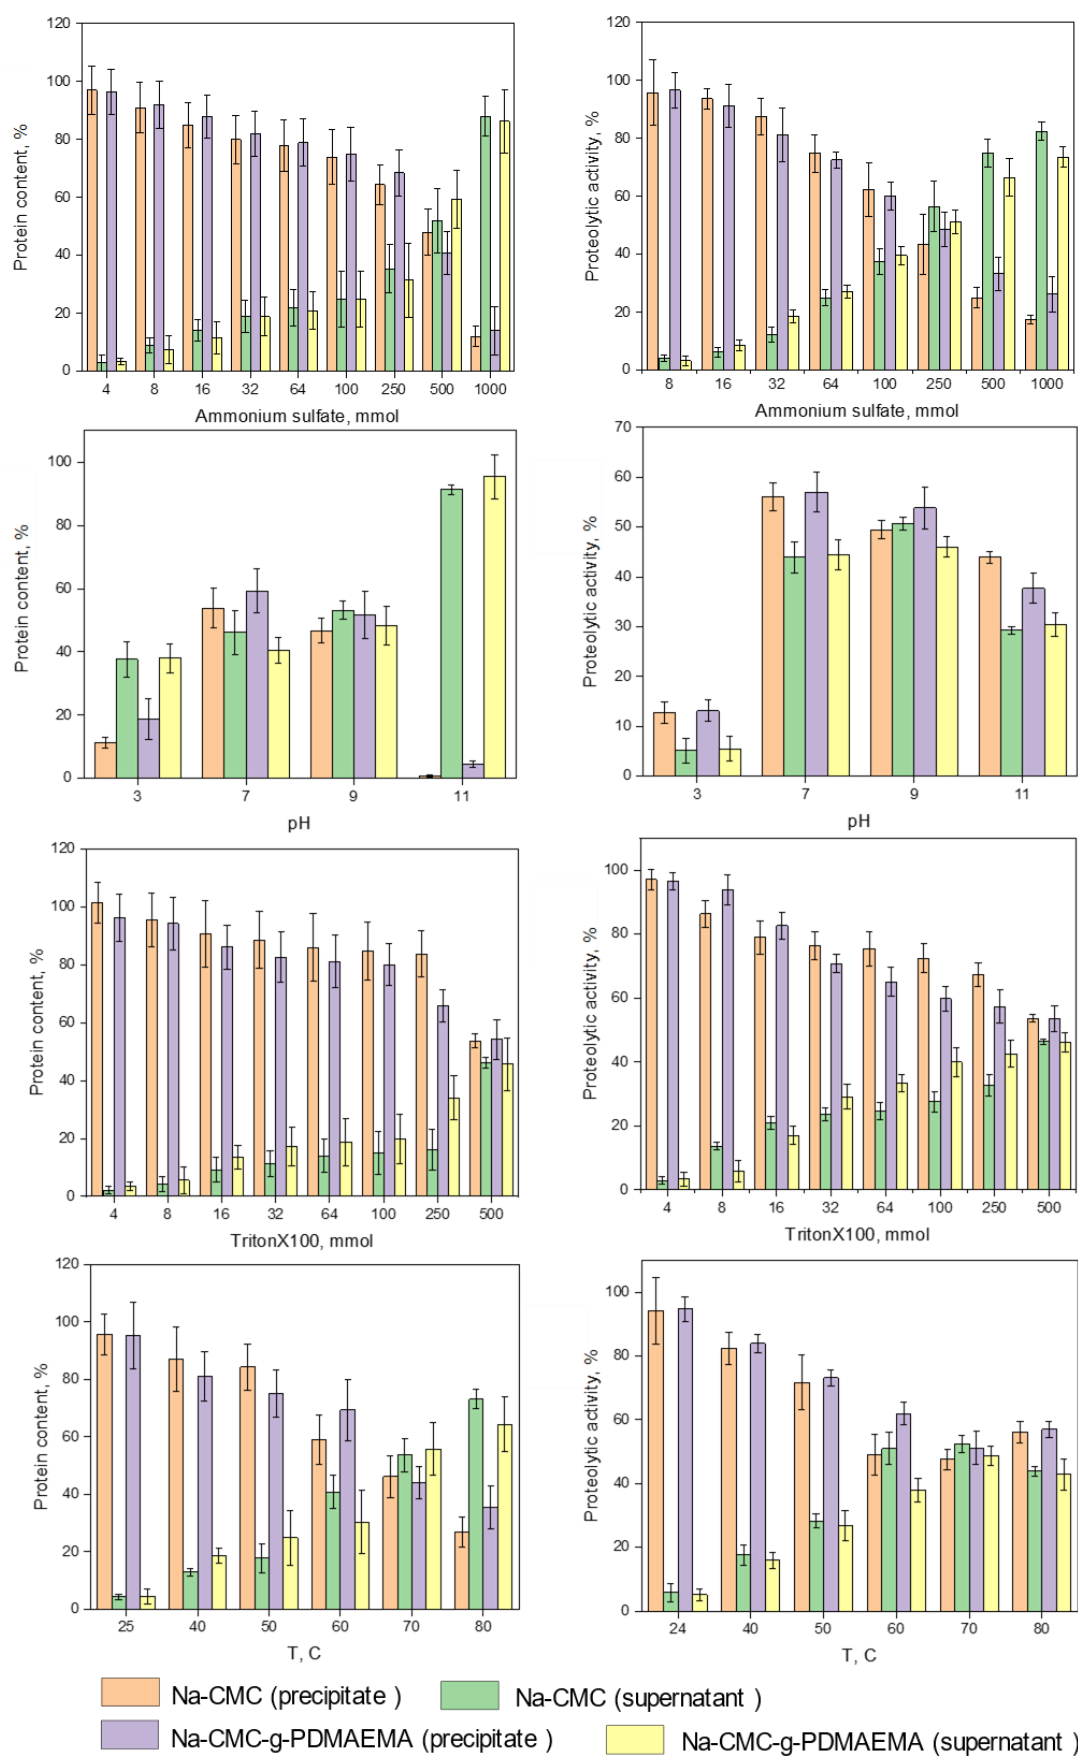 120
100
80
60
40
20
0
Protein content, %
4 8 16 32 64 100 250 500 1000
Ammonium sulfate, mmol
120
100
80
60
40
20
0
Proteolytic activity, %
8 16 32 64 100 250 500 1000
Ammonium sulfate, mmol
100
80
60
40
20
0
Protein content, %
3 7 9 11
pH
70
60
50
40
30
20
10
0
Proteolytic activity, %
3 7 9 11
pH
120
100
80
60
40
20
0
Protein content, %
4 8 16 32 64 100 250 500
TritonX100, mmol
100
80
60
40
20
0
Proteolytic activity, %
4 8 16 32 64 100 250 500
TritonX100, mmol
120
100
80
60
40
20
0
Protein content, %
25 40 50 60 70 80
T, C
100
80
60
40
20
0
Proteolytic activity, %
24 40 50 60 70 80
T, C
Na-CMC (precipitate )
Na-CMC (supernatant )
Na-CMC-g-PDMAEMA (precipitate )
Na-CMC-g-PDMAEMA (supernatant )